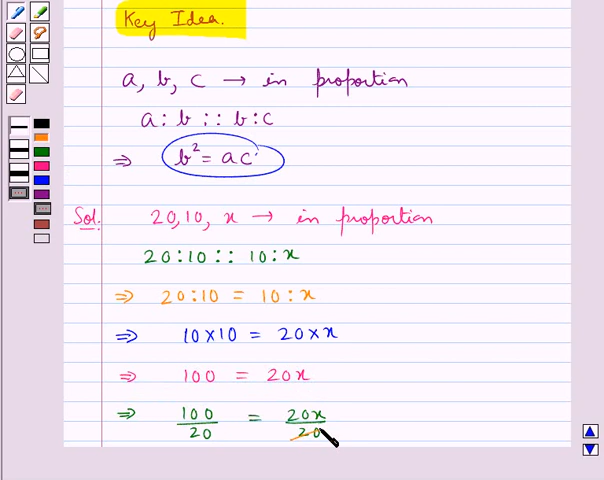 Key Idea.
a, b, c → in proportion
a : b :: b : c
⇒ b² = ac
Sol. 20, 10, x → in proportion
20 : 10 :: 10 : x
⇒ 20 : 10 = 10 : x
⇒ 10 × 10 = 20 × x
⇒ 100 = 20x
⇒ 100/20 = 20x/20